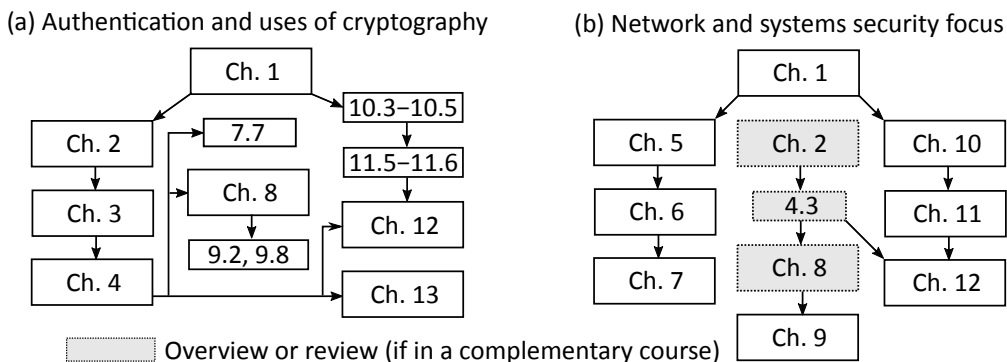 (a) Authentication and uses of cryptography
Ch. 1
Ch. 2
10.3–10.5
7.7
11.5–11.6
Ch. 3
Ch. 8
Ch. 12
Ch. 4
9.2, 9.8
Ch. 13
(b) Network and systems security focus
Ch. 1
Ch. 5
Ch. 2
Ch. 10
Ch. 6
4.3
Ch. 11
Ch. 7
Ch. 8
Ch. 12
Ch. 9
Overview or review (if in a complementary course)